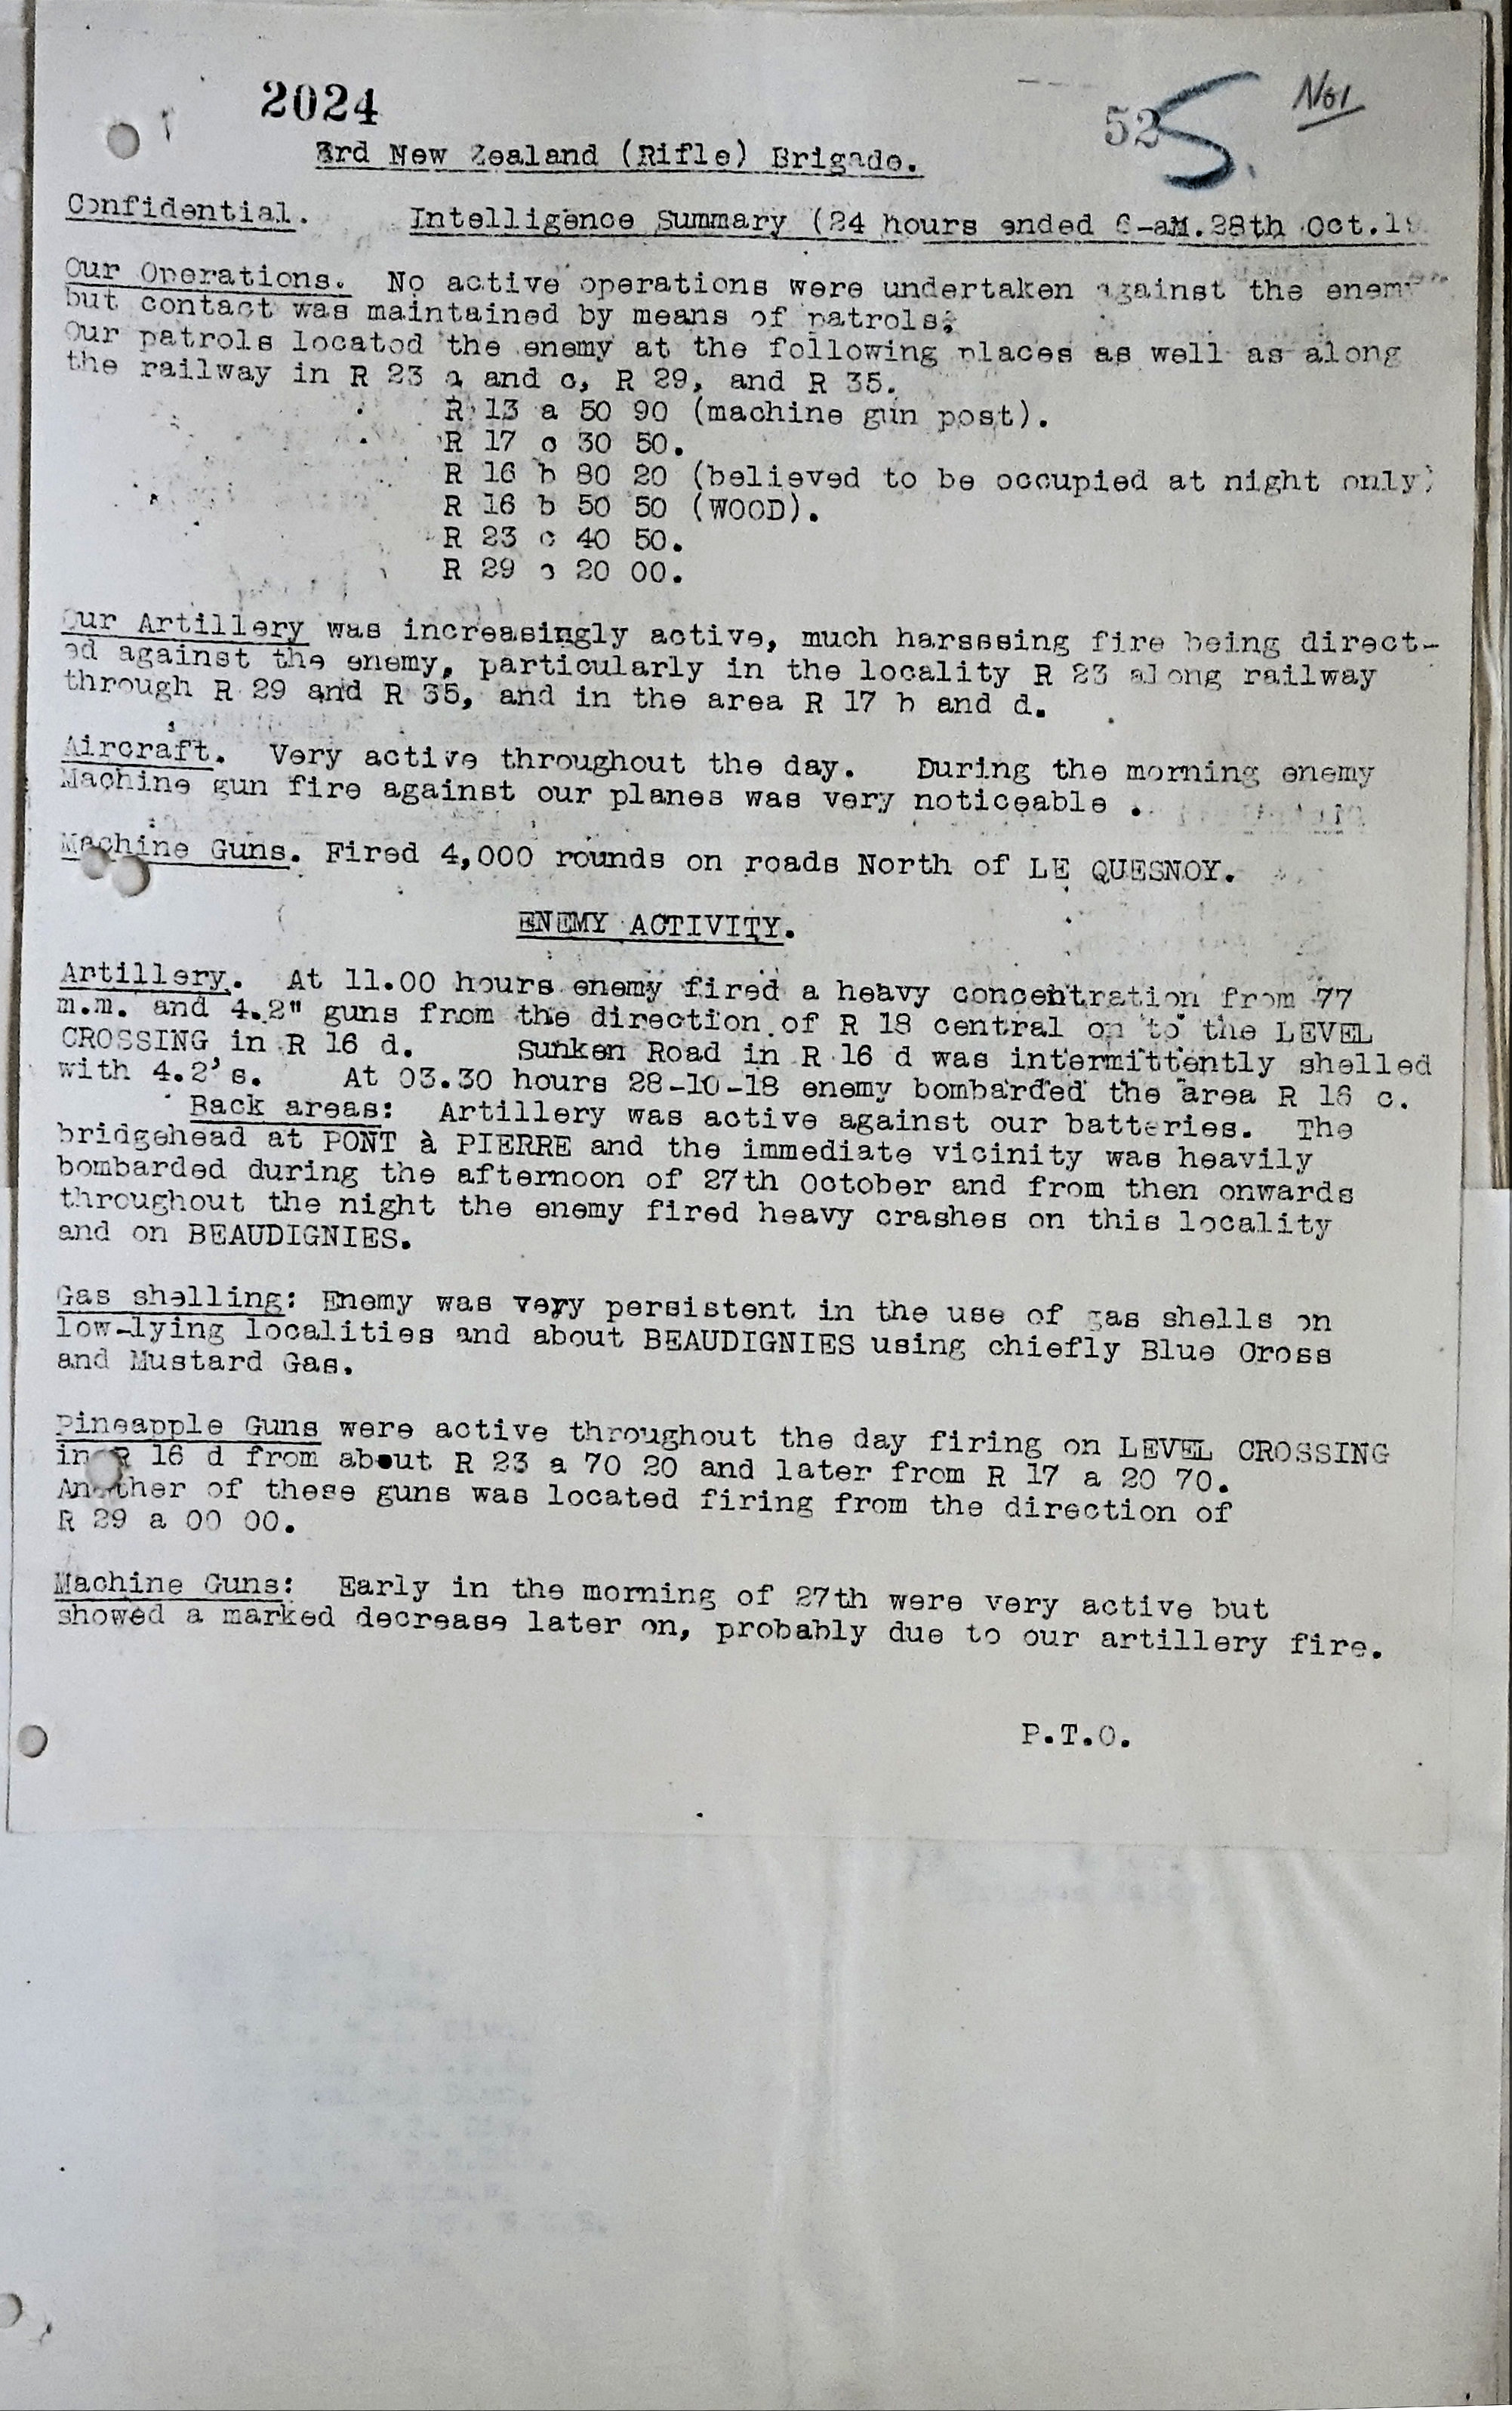 2024
52 S. No1
3rd New Zealand (Rifle) Brigade.
Confidential. Intelligence Summary (24 hours ended 6-aM.28th Oct.19
Our Operations. No active operations were undertaken against the enemy
but contact was maintained by means of patrols;
Our patrols located the enemy at the following places as well as along
the railway in R 23 a and c, R 29, and R 35.
R 13 a 50 90 (machine gun post).
R 17 c 30 50.
R 16 b 80 20 (believed to be occupied at night only)
R 16 b 50 50 (WOOD).
R 23 c 40 50.
R 29 c 20 00.
Our Artillery was increasingly active, much harsssing fire being direct-
ed against the enemy, particularly in the locality R 23 along railway
through R 29 and R 35, and in the area R 17 b and d.
Aircraft. Very active throughout the day. During the morning enemy
Machine gun fire against our planes was very noticeable .
Machine Guns. Fired 4,000 rounds on roads North of LE QUESNOY.
ENEMY ACTIVITY.
Artillery. At 11.00 hours enemy fired a heavy concentration from 77
m.m. and 4.2" guns from the direction of R 18 central on to the LEVEL
CROSSING in R 16 d. Sunken Road in R 16 d was intermittently shelled
with 4.2's. At 03.30 hours 28-10-18 enemy bombarded the area R 16 c.
Back areas: Artillery was active against our batteries. The
bridgehead at PONT à PIERRE and the immediate vicinity was heavily
bombarded during the afternoon of 27th October and from then onwards
throughout the night the enemy fired heavy crashes on this locality
and on BEAUDIGNIES.
Gas shelling: Enemy was very persistent in the use of gas shells on
low-lying localities and about BEAUDIGNIES using chiefly Blue Cross
and Mustard Gas.
Pineapple Guns were active throughout the day firing on LEVEL CROSSING
in R 16 d from about R 23 a 70 20 and later from R 17 a 20 70.
Another of these guns was located firing from the direction of
R 29 a 00 00.
Machine Guns: Early in the morning of 27th were very active but
showed a marked decrease later on, probably due to our artillery fire.
P.T.O.